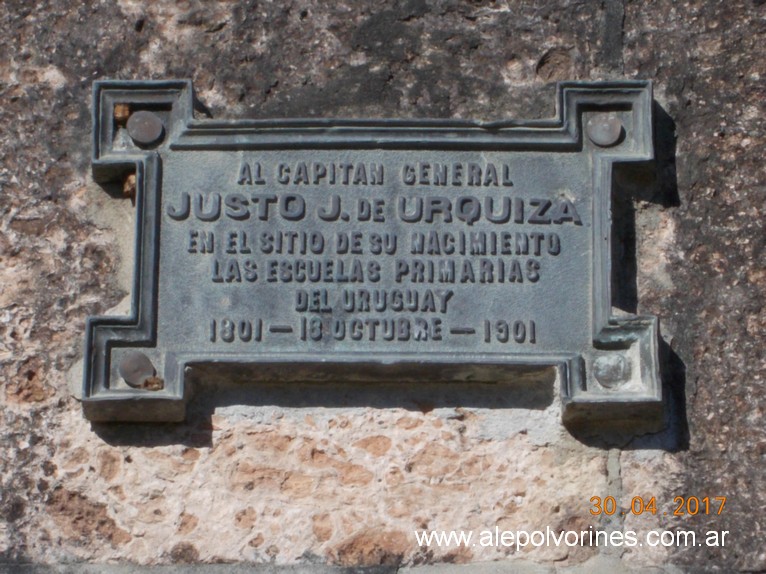 AL CAPITAN GENERAL
JUSTO J. DE URQUIZA
EN EL SITIO DE SU NACIMIENTO
LAS ESCUELAS PRIMARIAS
DEL URUGUAY
1801 — 18 OCTUBRE — 1901
30 04 2017
www.alepolvorines.com.ar